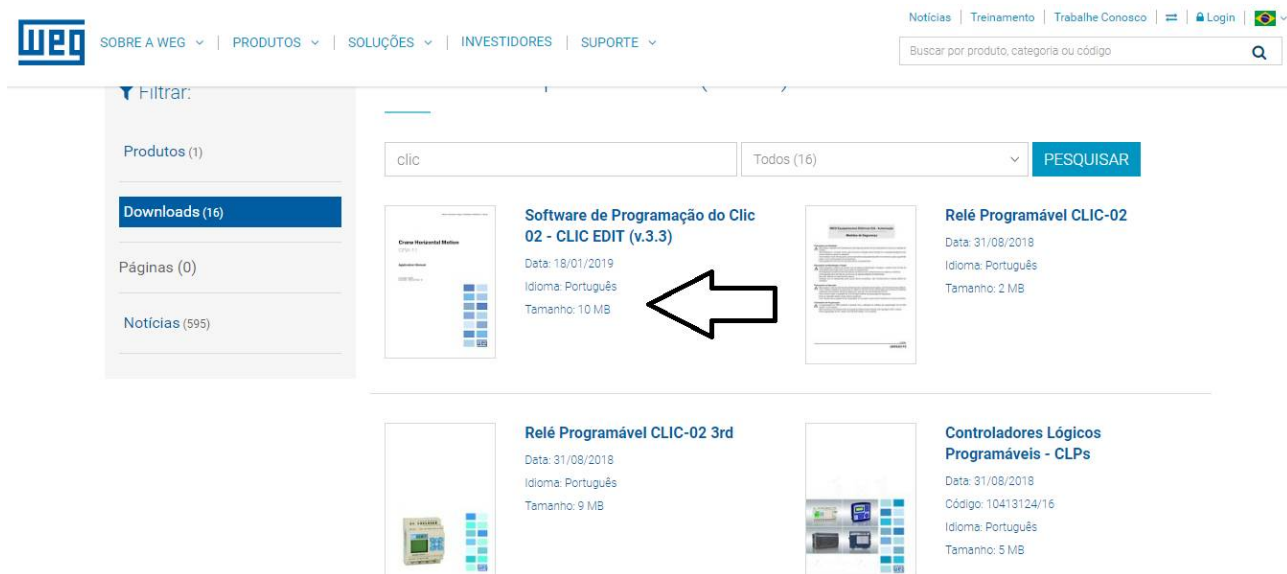 Notícias | Treinamento | Trabalhe Conosco | Login
weg
SOBRE A WEG | PRODUTOS | SOLUÇÕES | INVESTIDORES | SUPORTE
Buscar por produto, categoria ou código
Filtrar:
Produtos (1)
Downloads (16)
Páginas (0)
Notícias (595)
clic
Todos (16)
PESQUISAR
Crane Horizontal Motion
Software de Programação do Clic
02 - CLIC EDIT (v.3.3)
Data: 18/01/2019
Idioma: Português
Tamanho: 10 MB
Relé Programável CLIC-02
Data: 31/08/2018
Idioma: Português
Tamanho: 2 MB
Relé Programável CLIC-02 3rd
Data: 31/08/2018
Idioma: Português
Tamanho: 9 MB
Controladores Lógicos
Programáveis - CLPs
Data: 31/08/2018
Código: 10413124/16
Idioma: Português
Tamanho: 5 MB